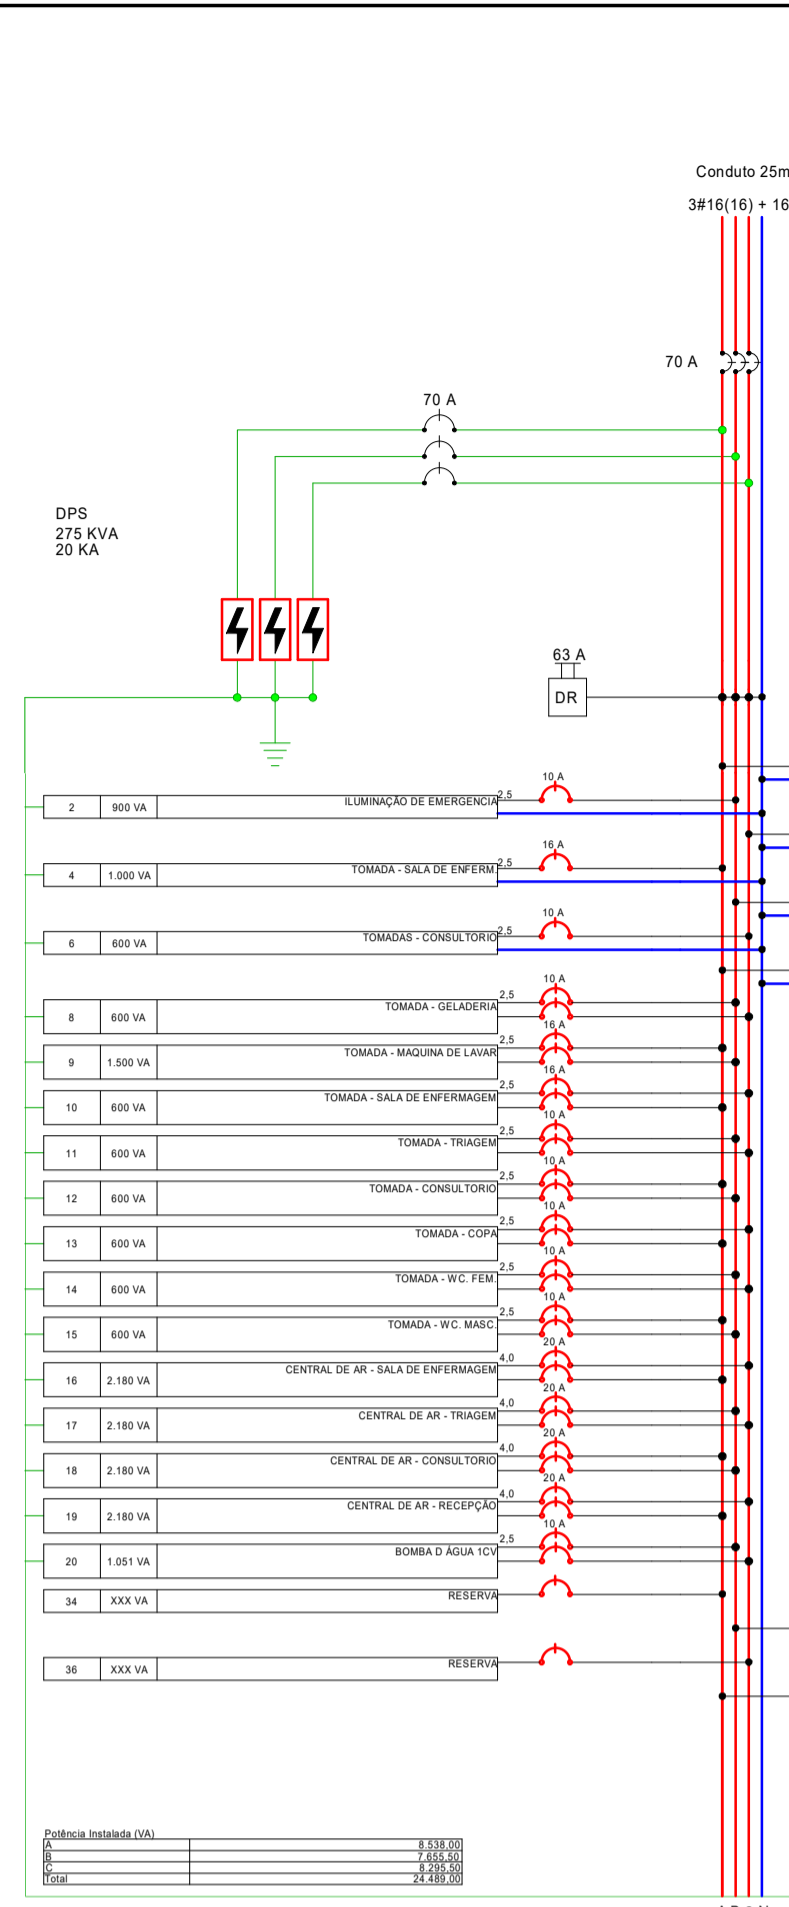 Conduto 25m
3#16(16) + 16
70 A
70 A
DPS
275 KVA
20 KA
63 A
DR
10 A
2 900 VA ILUMINAÇÃO DE EMERGENCIA 2,5
16 A
4 1.000 VA TOMADA - SALA DE ENFERM. 2,5
10 A
6 600 VA TOMADAS - CONSULTORIO 2,5
10 A
8 600 VA TOMADA - GELADERIA 2,5
16 A
9 1.500 VA TOMADA - MAQUINA DE LAVAR 2,5
16 A
10 600 VA TOMADA - SALA DE ENFERMAGEM 2,5
10 A
11 600 VA TOMADA - TRIAGEM 2,5
10 A
12 600 VA TOMADA - CONSULTORIO 2,5
10 A
13 600 VA TOMADA - COPA 2,5
10 A
14 600 VA TOMADA - WC. FEM. 2,5
10 A
15 600 VA TOMADA - WC. MASC. 2,5
20 A
16 2.180 VA CENTRAL DE AR - SALA DE ENFERMAGEM 4,0
20 A
17 2.180 VA CENTRAL DE AR - TRIAGEM 4,0
20 A
18 2.180 VA CENTRAL DE AR - CONSULTORIO 4,0
20 A
19 2.180 VA CENTRAL DE AR - RECEPÇÃO 4,0
10 A
20 1.051 VA BOMBA D ÁGUA 1CV 2,5
34 XXX VA RESERVA
36 XXX VA RESERVA
Potência Instalada (VA)
A 8.538,00
B 7.655,50
C 8.295,50
Total 24.489,00